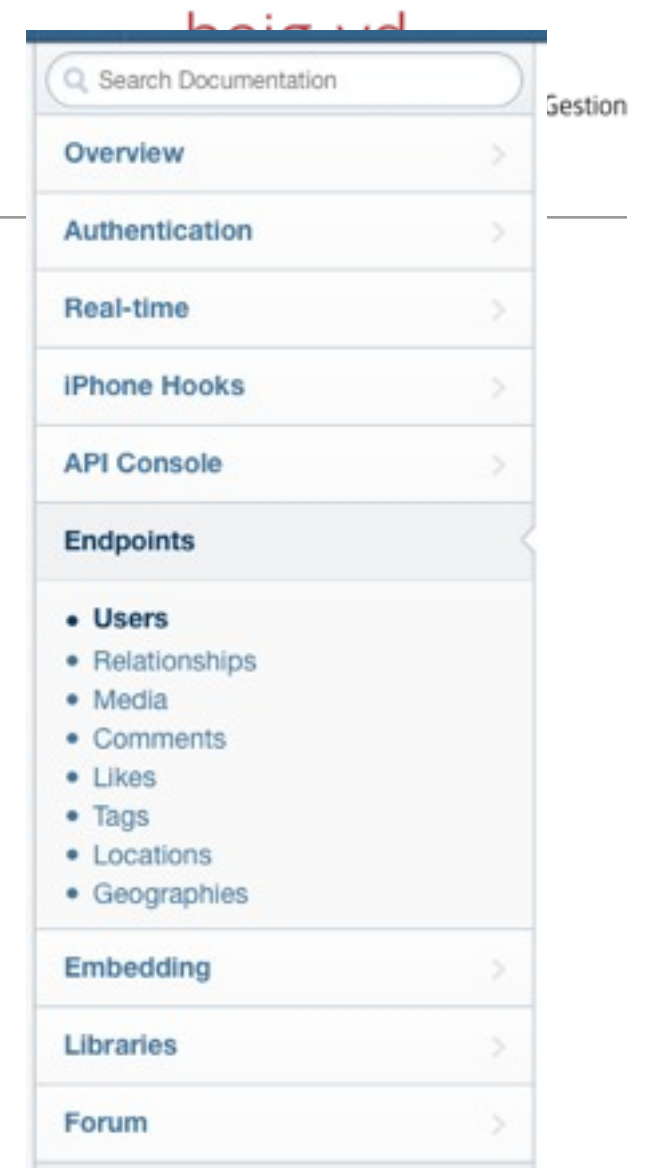 Search Documentation
Gestion
Overview
Authentication
Real-time
iPhone Hooks
API Console
Endpoints
• Users
• Relationships
• Media
• Comments
• Likes
• Tags
• Locations
• Geographies
Embedding
Libraries
Forum